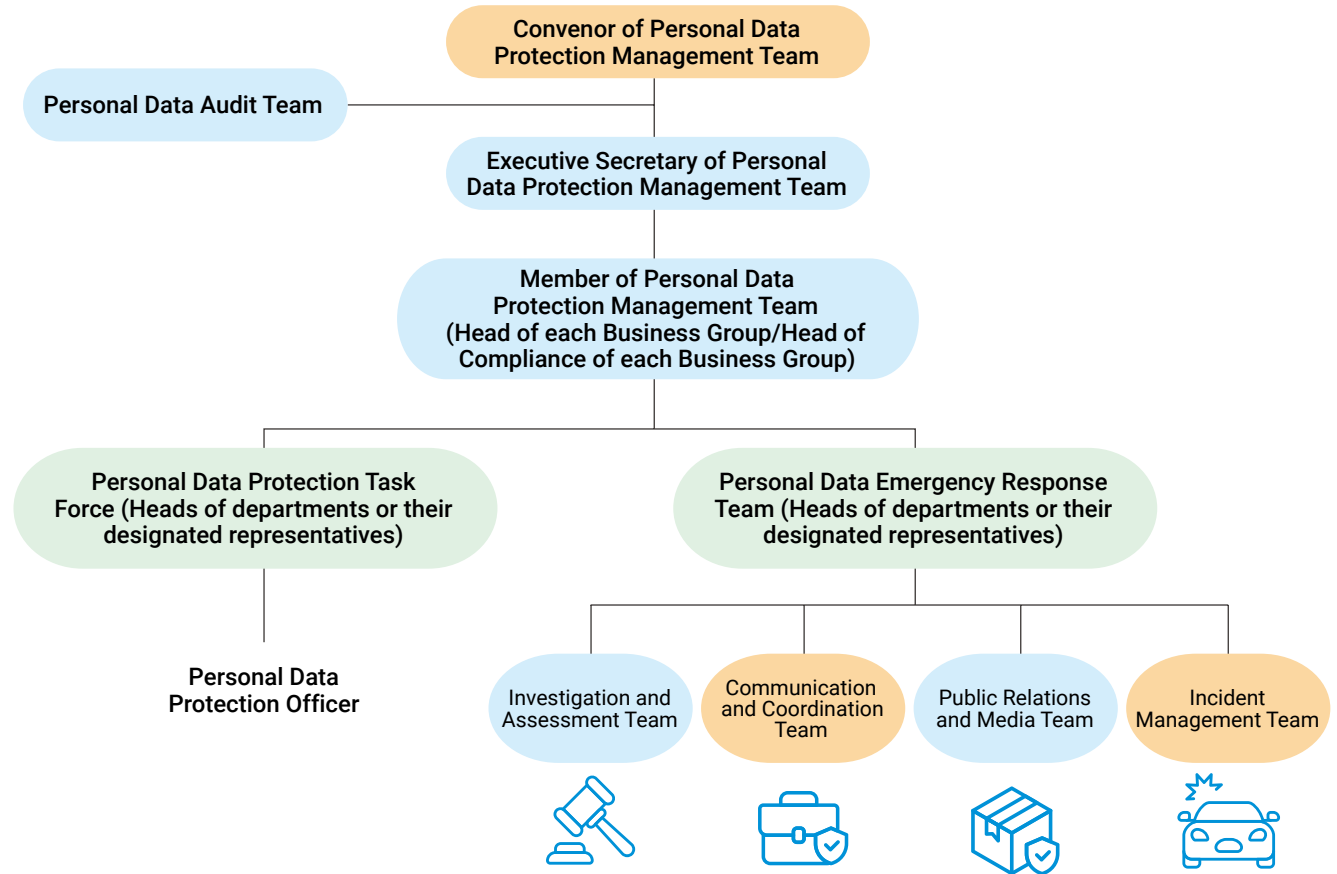 Convenor of Personal Data
Protection Management Team
Personal Data Audit Team
Executive Secretary of Personal
Data Protection Management Team
Member of Personal Data
Protection Management Team
(Head of each Business Group/Head of
Compliance of each Business Group)
Personal Data Protection Task
Force (Heads of departments or their
designated representatives)
Personal Data Emergency Response
Team (Heads of departments or their
designated representatives)
Personal Data
Protection Officer
Investigation and
Assessment Team
Communication
and Coordination
Team
Public Relations
and Media Team
Incident
Management Team